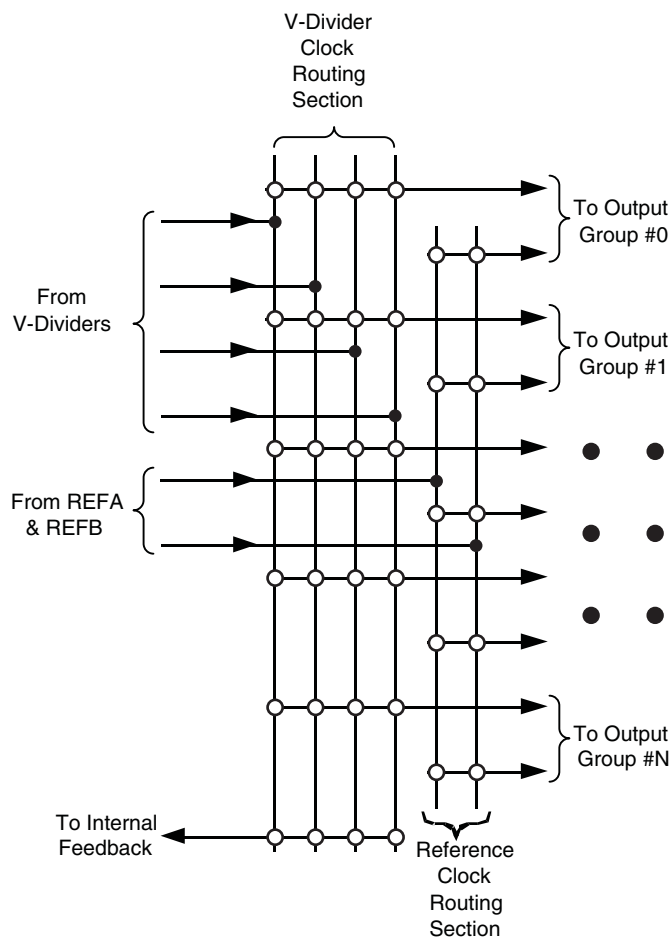 V-Divider
Clock
Routing
Section
To Output
Group #0
From
V-Dividers
To Output
Group #1
From REFA
& REFB
To Output
Group #N
To Internal
Feedback
Reference
Clock
Routing
Section